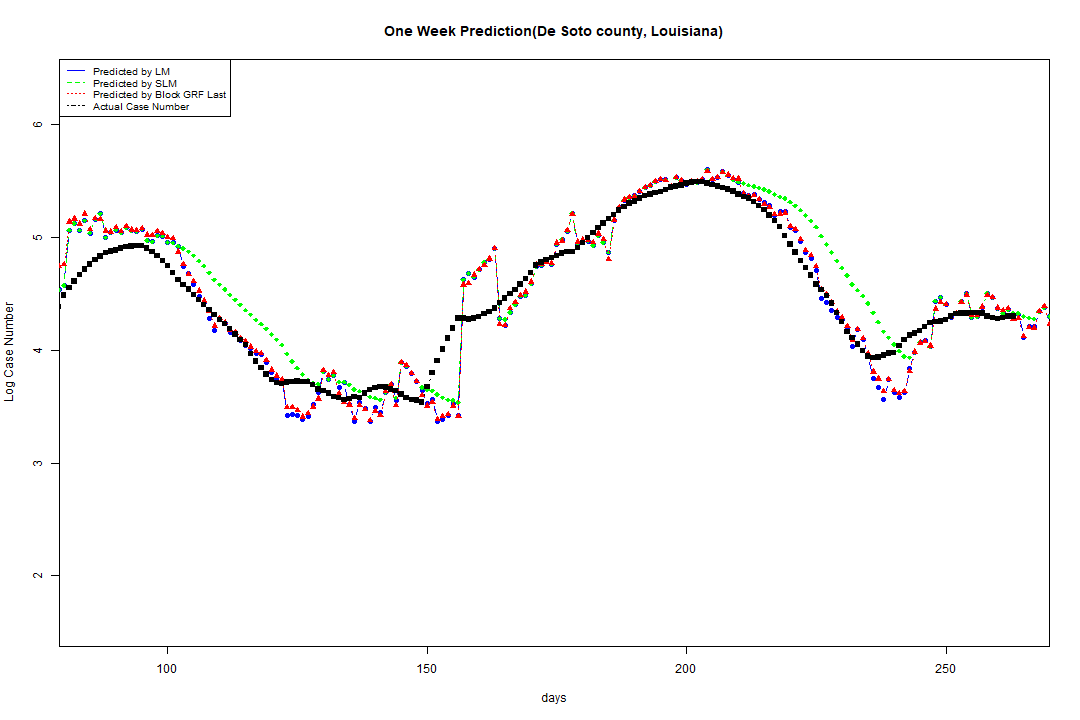 One Week Prediction(De Soto county, Louisiana)
Predicted by LM
Predicted by SLM
Predicted by Block GRF Last
Actual Case Number
Log Case Number
6
5
4
3
2
100 150 200 250
days